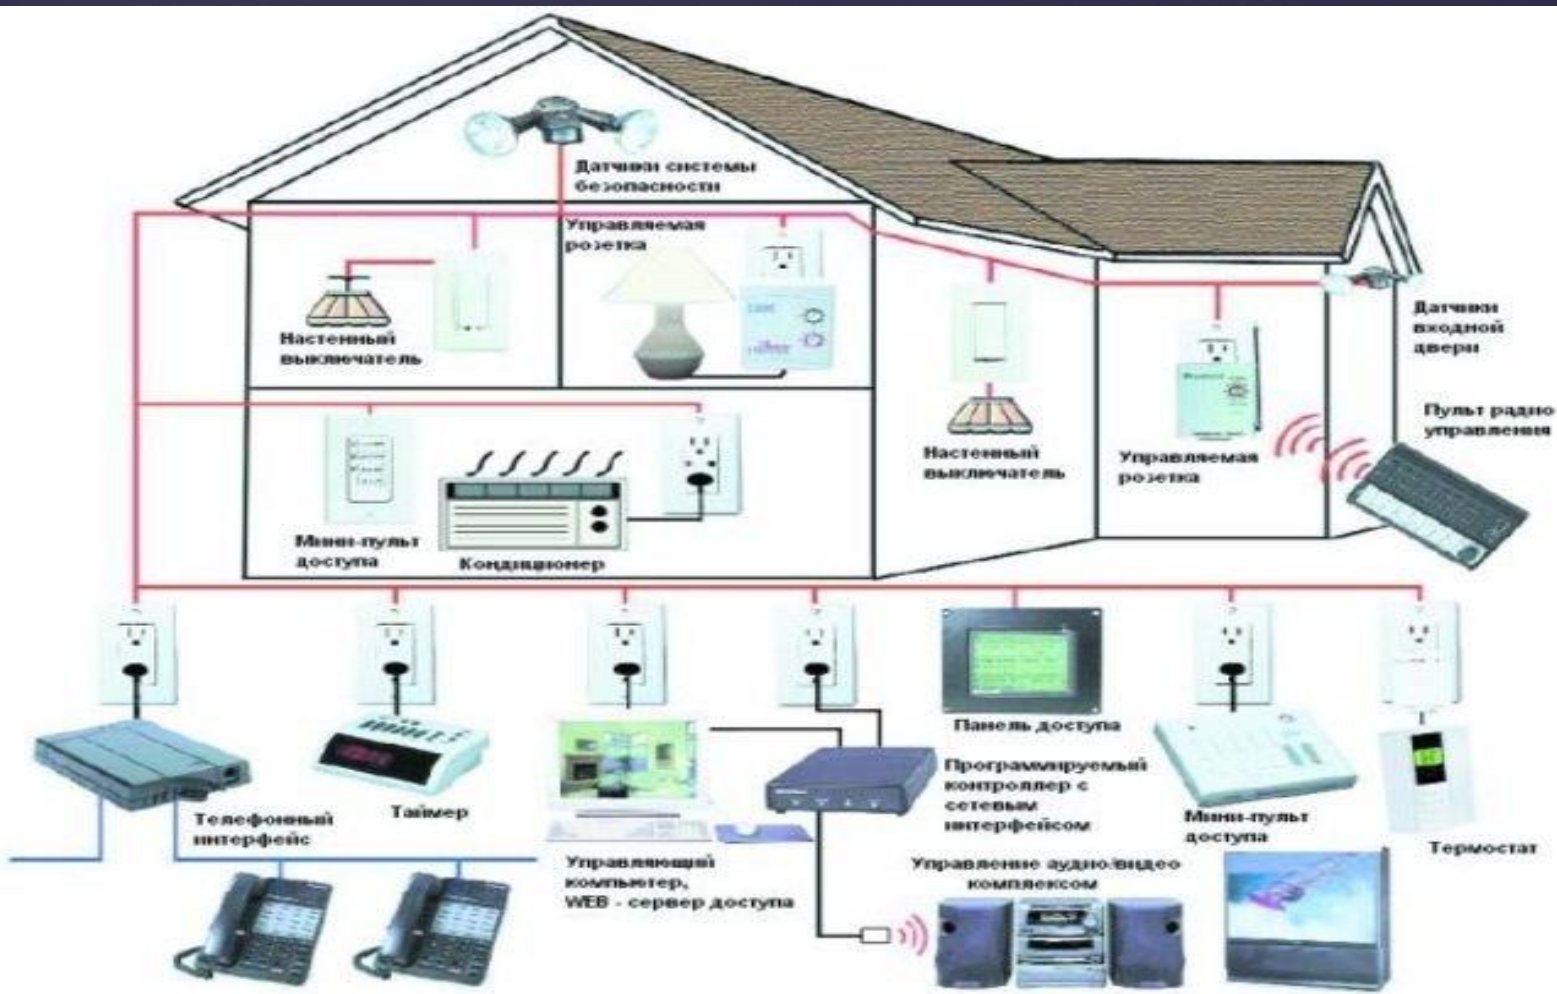 Датчики системы
безопасности
Управляемая
розетка
Настенный
выключатель
Датчики
входной
двери
Пульт радио
управления
Настенный
выключатель
Управляемая
розетка
Мини-пульт
доступа
Кондиционер
Панель доступа
Программируемый
контроллер с
сетевым
интерфейсом
Телефонный
интерфейс
Таймер
Мини-пульт
доступа
Термостат
Управляющий
компьютер,
WEB - сервер доступа
Управление аудио/видео
комплексом